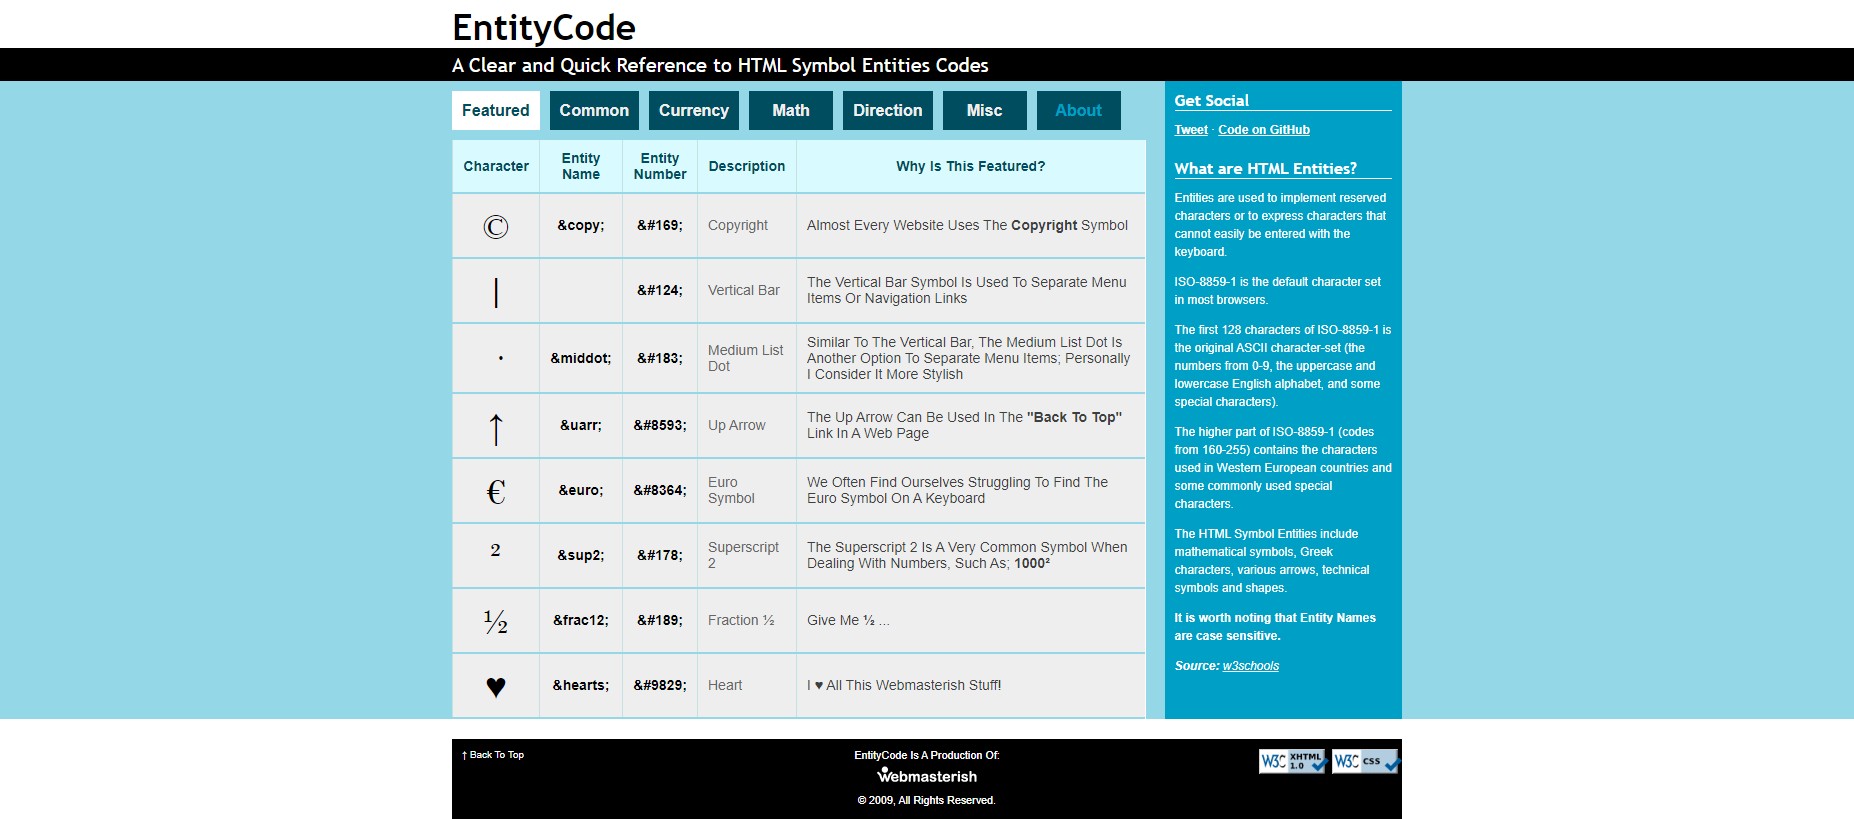 EntityCode
A Clear and Quick Reference to HTML Symbol Entities Codes
Featured
Common
Currency
Math
Direction
Misc
About
Character
Entity
Name
Entity
Number
Description
Why Is This Featured?
©
&copy;
&#169;
Copyright
Almost Every Website Uses The Copyright Symbol
|
&#124;
Vertical Bar
The Vertical Bar Symbol Is Used To Separate Menu
Items Or Navigation Links
·
&middot;
&#183;
Medium List
Dot
Similar To The Vertical Bar, The Medium List Dot Is
Another Option To Separate Menu Items; Personally
I Consider It More Stylish
↑
&uarr;
&#8593;
Up Arrow
The Up Arrow Can Be Used In The "Back To Top"
Link In A Web Page
€
&euro;
&#8364;
Euro
Symbol
We Often Find Ourselves Struggling To Find The
Euro Symbol On A Keyboard
²
&sup2;
&#178;
Superscript
2
The Superscript 2 Is A Very Common Symbol When
Dealing With Numbers, Such As; 1000²
½
&frac12;
&#189;
Fraction ½
Give Me ½ ...
♥
&hearts;
&#9829;
Heart
I ♥ All This Webmasterish Stuff!
Get Social
Tweet · Code on GitHub
What are HTML Entities?
Entities are used to implement reserved
characters or to express characters that
cannot easily be entered with the
keyboard.
ISO-8859-1 is the default character set
in most browsers.
The first 128 characters of ISO-8859-1 is
the original ASCII character-set (the
numbers from 0-9, the uppercase and
lowercase English alphabet, and some
special characters).
The higher part of ISO-8859-1 (codes
from 160-255) contains the characters
used in Western European countries and
some commonly used special
characters.
The HTML Symbol Entities include
mathematical symbols, Greek
characters, various arrows, technical
symbols and shapes.
It is worth noting that Entity Names
are case sensitive.
Source: w3schools
↑ Back To Top
EntityCode Is A Production Of:
Webmasterish
© 2009, All Rights Reserved.
W3C XHTML 1.0
W3C CSS